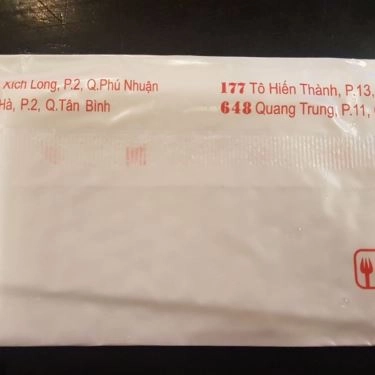 Xích Long, P.2, Q.Phú Nhuận
177 Tô Hiến Thành, P.13,
Hà, P.2, Q.Tân Bình
648 Quang Trung, P.11,